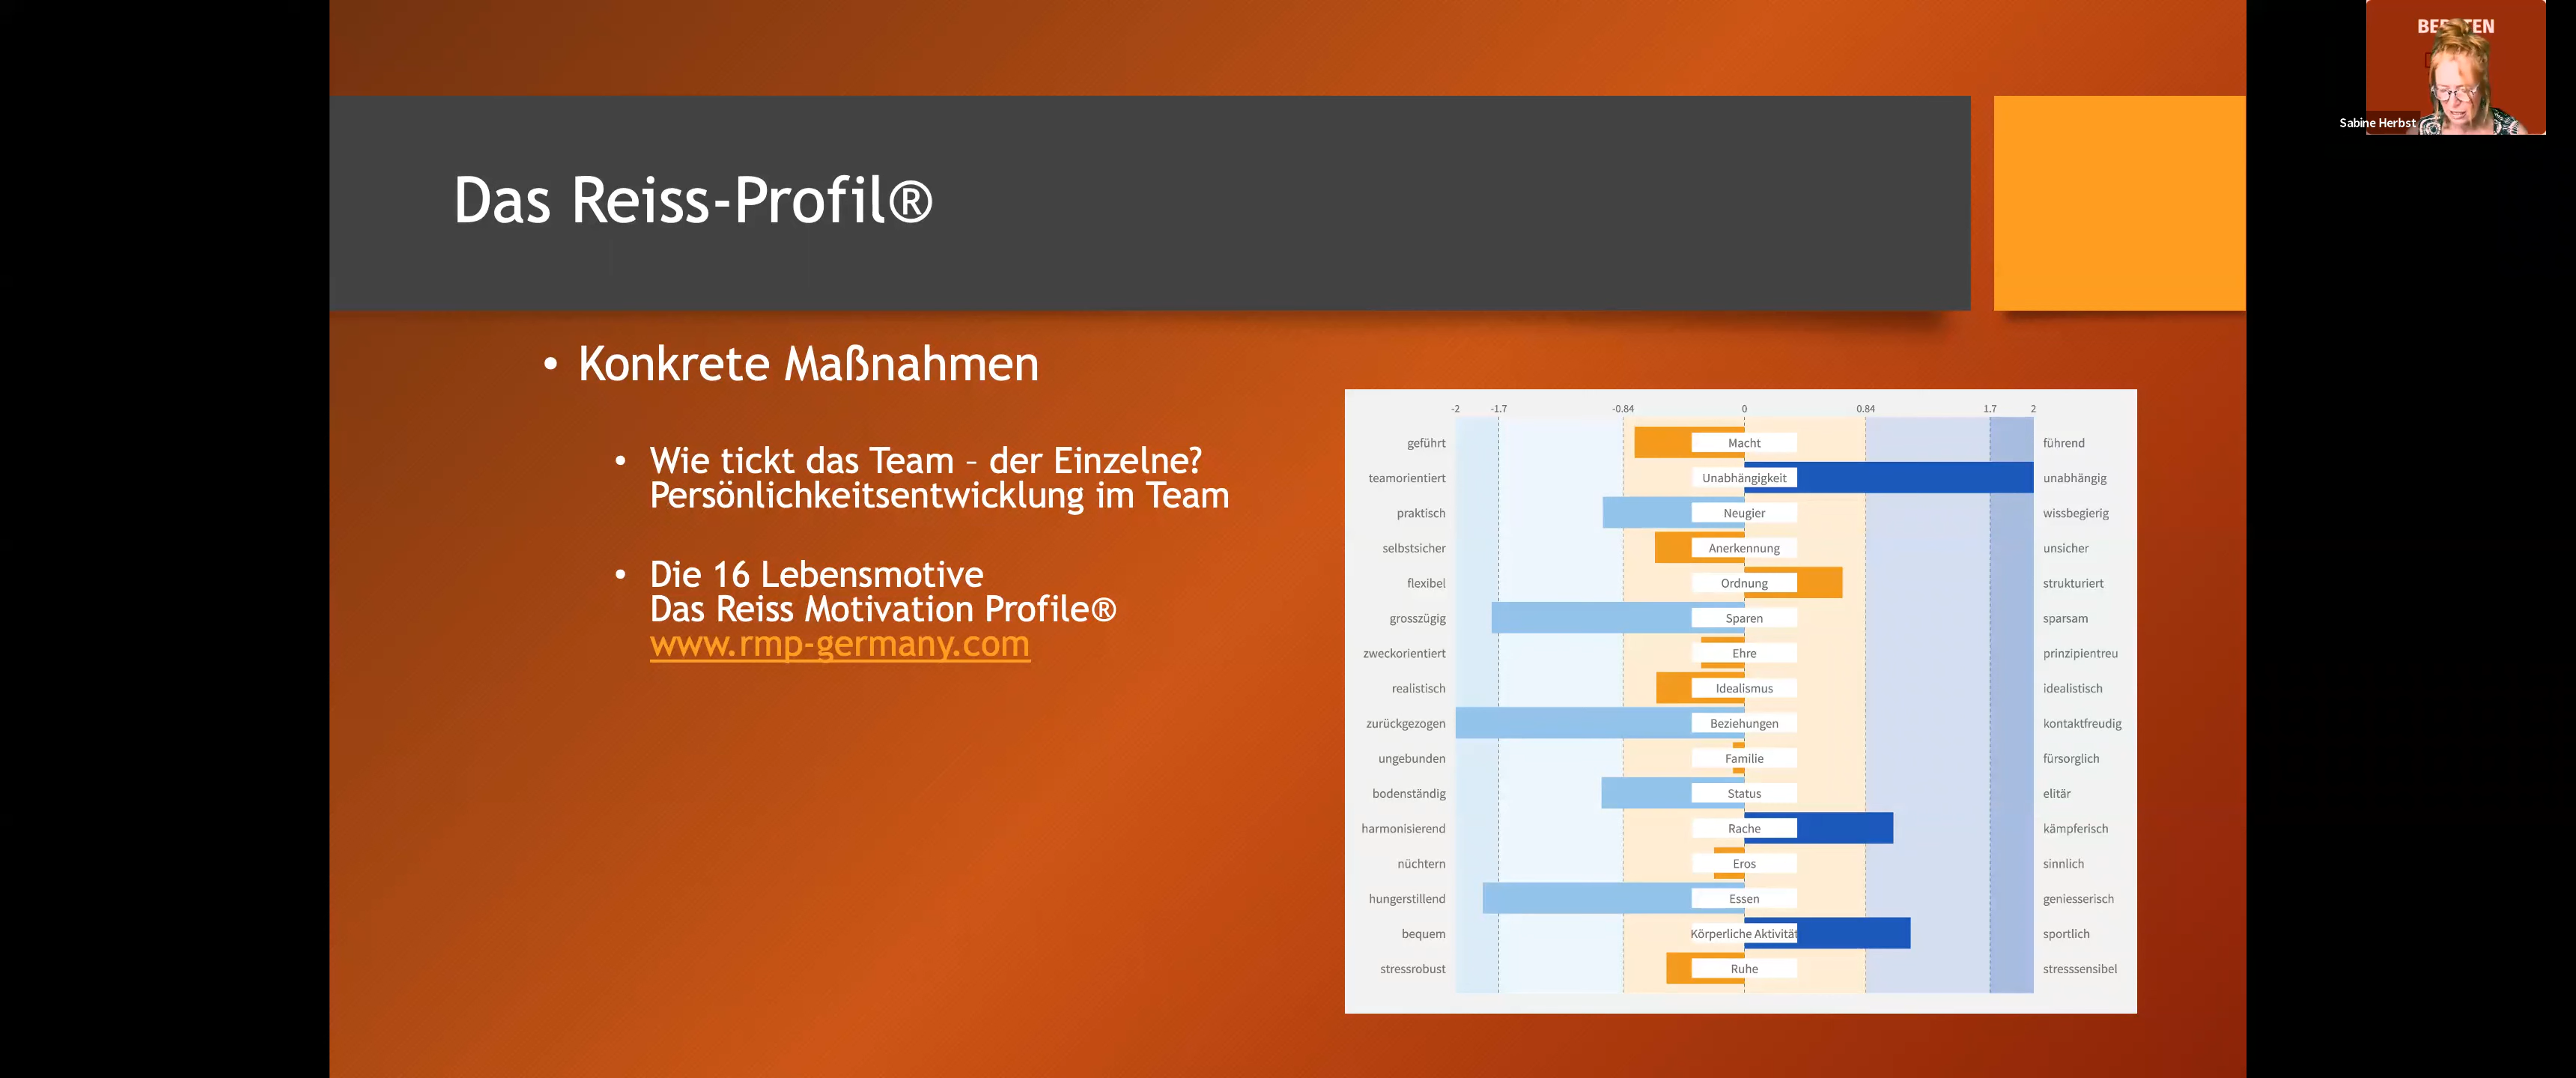 BE
TEN
Sabine Herbst
Das Reiss-Profil®
• Konkrete Maßnahmen
• Wie tickt das Team – der Einzelne?
Persönlichkeitsentwicklung im Team
• Die 16 Lebensmotive
Das Reiss Motivation Profile®
www.rmp-germany.com
-2 -1.7 -0.84 0 0.84 1.7 2
geführt Macht führend
teamorientiert Unabhängigkeit unabhängig
praktisch Neugier wissbegierig
selbstsicher Anerkennung unsicher
flexibel Ordnung strukturiert
grosszügig Sparen sparsam
zweckorientiert Ehre prinzipientreu
realistisch Idealismus idealistisch
zurückgezogen Beziehungen kontaktfreudig
ungebunden Familie fürsorglich
bodenständig Status elitär
harmonisierend Rache kämpferisch
nüchtern Eros sinnlich
hungerstillend Essen geniesserisch
bequem Körperliche Aktivität sportlich
stressrobust Ruhe stresssensibel